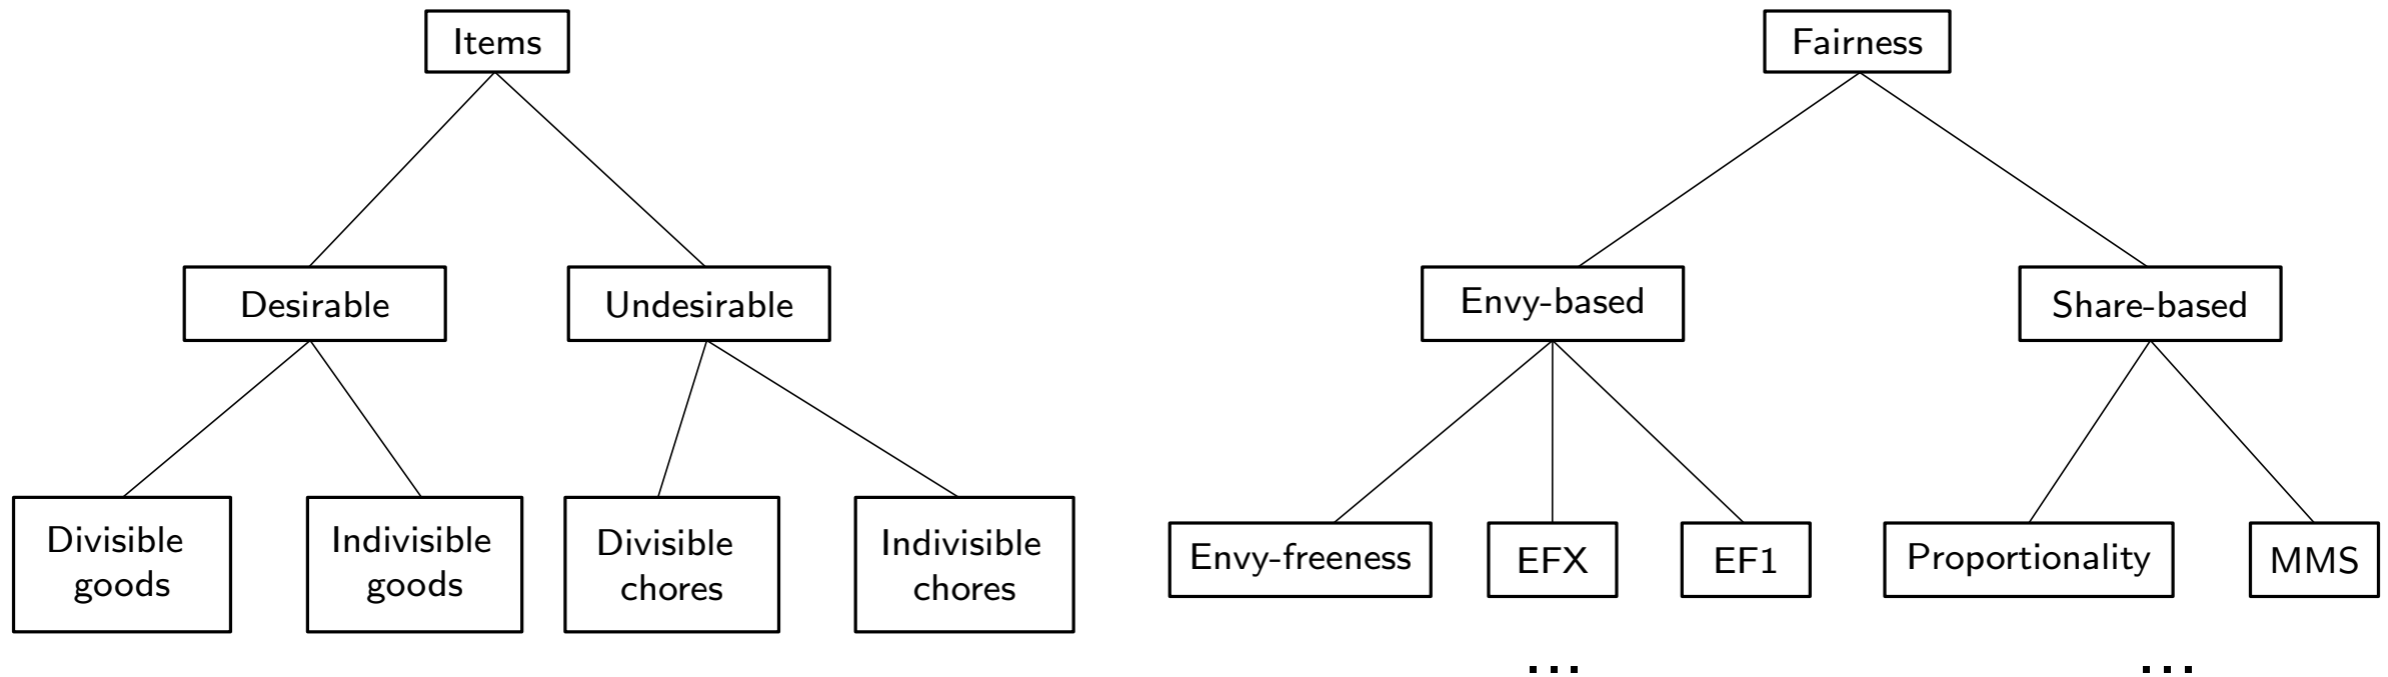 Items
Fairness
Desirable
Undesirable
Envy-based
Share-based
Divisible
goods
Indivisible
goods
Divisible
chores
Indivisible
chores
Envy-freeness
EFX
EF1
Proportionality
MMS
...
...